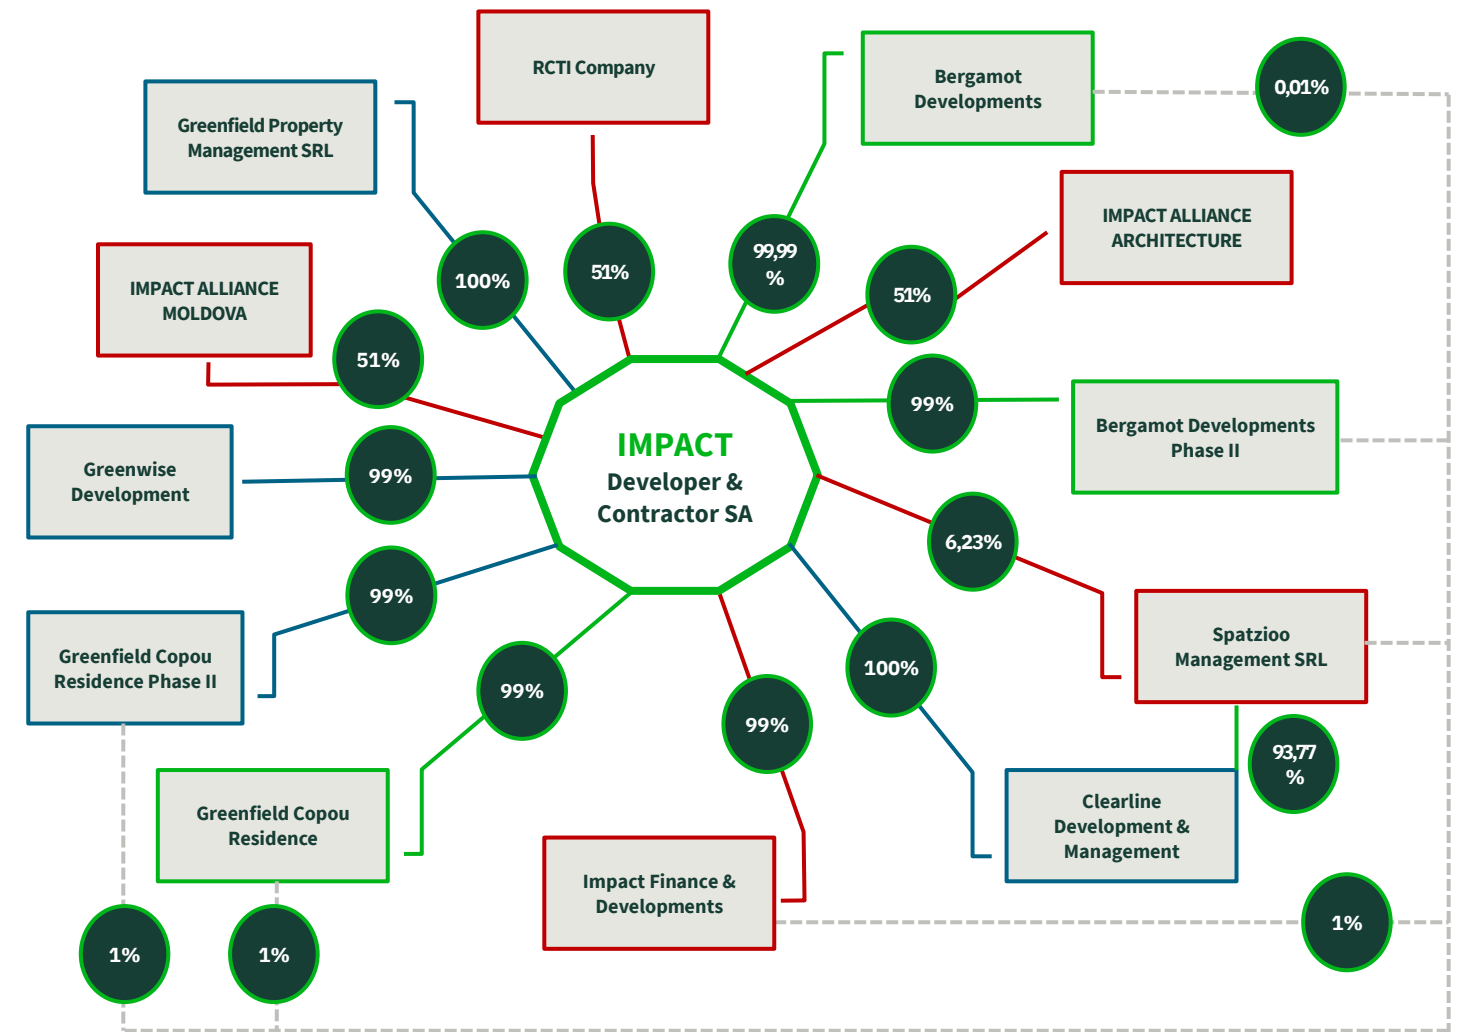 RCTI Company
Bergamot
Developments
0,01%
Greenfield Property
Management SRL
IMPACT ALLIANCE
ARCHITECTURE
99,99
%
51%
100%
51%
IMPACT ALLIANCE
MOLDOVA
51%
99%
Bergamot Developments
Phase II
IMPACT
Developer &
Contractor SA
Greenwise
Development
99%
6,23%
99%
Spatzioo
Management SRL
Greenfield Copou
Residence Phase II
100%
99%
99%
93,77
%
Greenfield Copou
Residence
Clearline
Development &
Management
Impact Finance &
Developments
1%
1%
1%